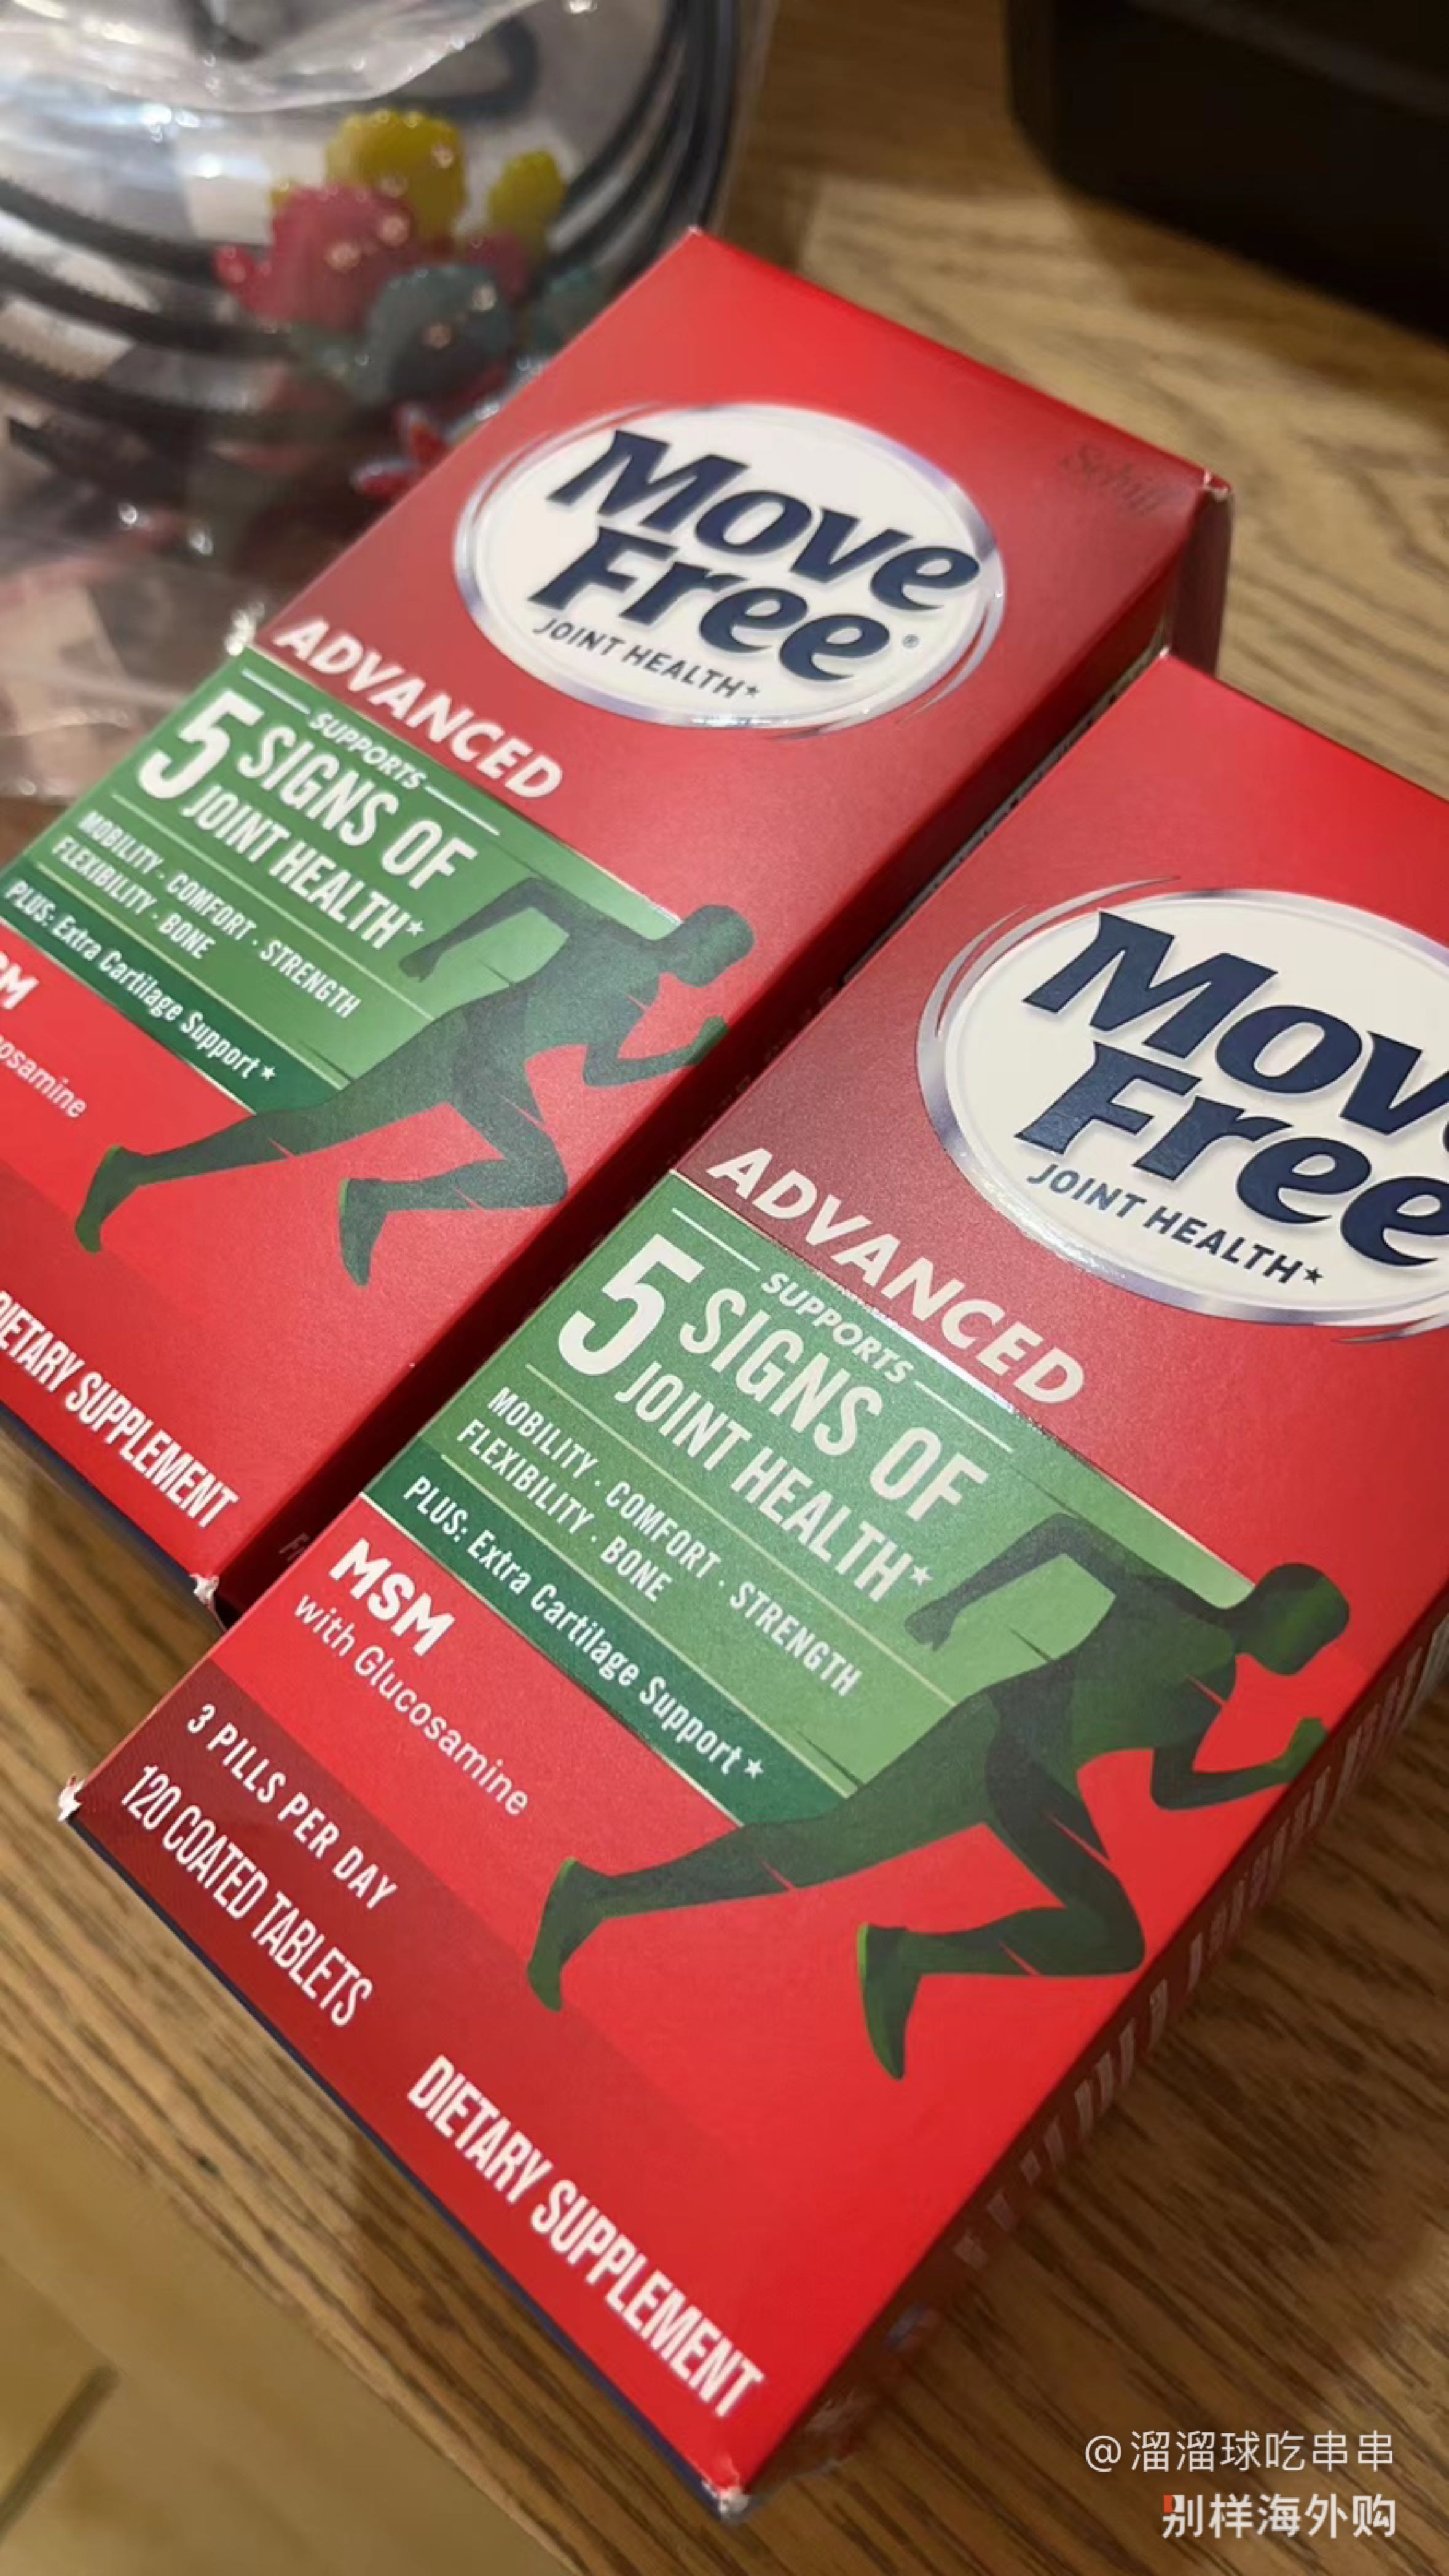 Schiff
Move
Free®
JOINT HEALTH*
ADVANCED
SUPPORTS
5 SIGNS OF
JOINT HEALTH*
MOBILITY · COMFORT · STRENGTH
FLEXIBILITY · BONE
PLUS: Extra Cartilage Support*
DIETARY SUPPLEMENT
Move
Free
JOINT HEALTH*
ADVANCED
SUPPORTS
5 SIGNS OF
JOINT HEALTH*
MOBILITY · COMFORT · STRENGTH
FLEXIBILITY · BONE
PLUS: Extra Cartilage Support*
MSM
with Glucosamine
3 PILLS PER DAY
120 COATED TABLETS
DIETARY SUPPLEMENT
@溜溜球吃串串
别样海外购